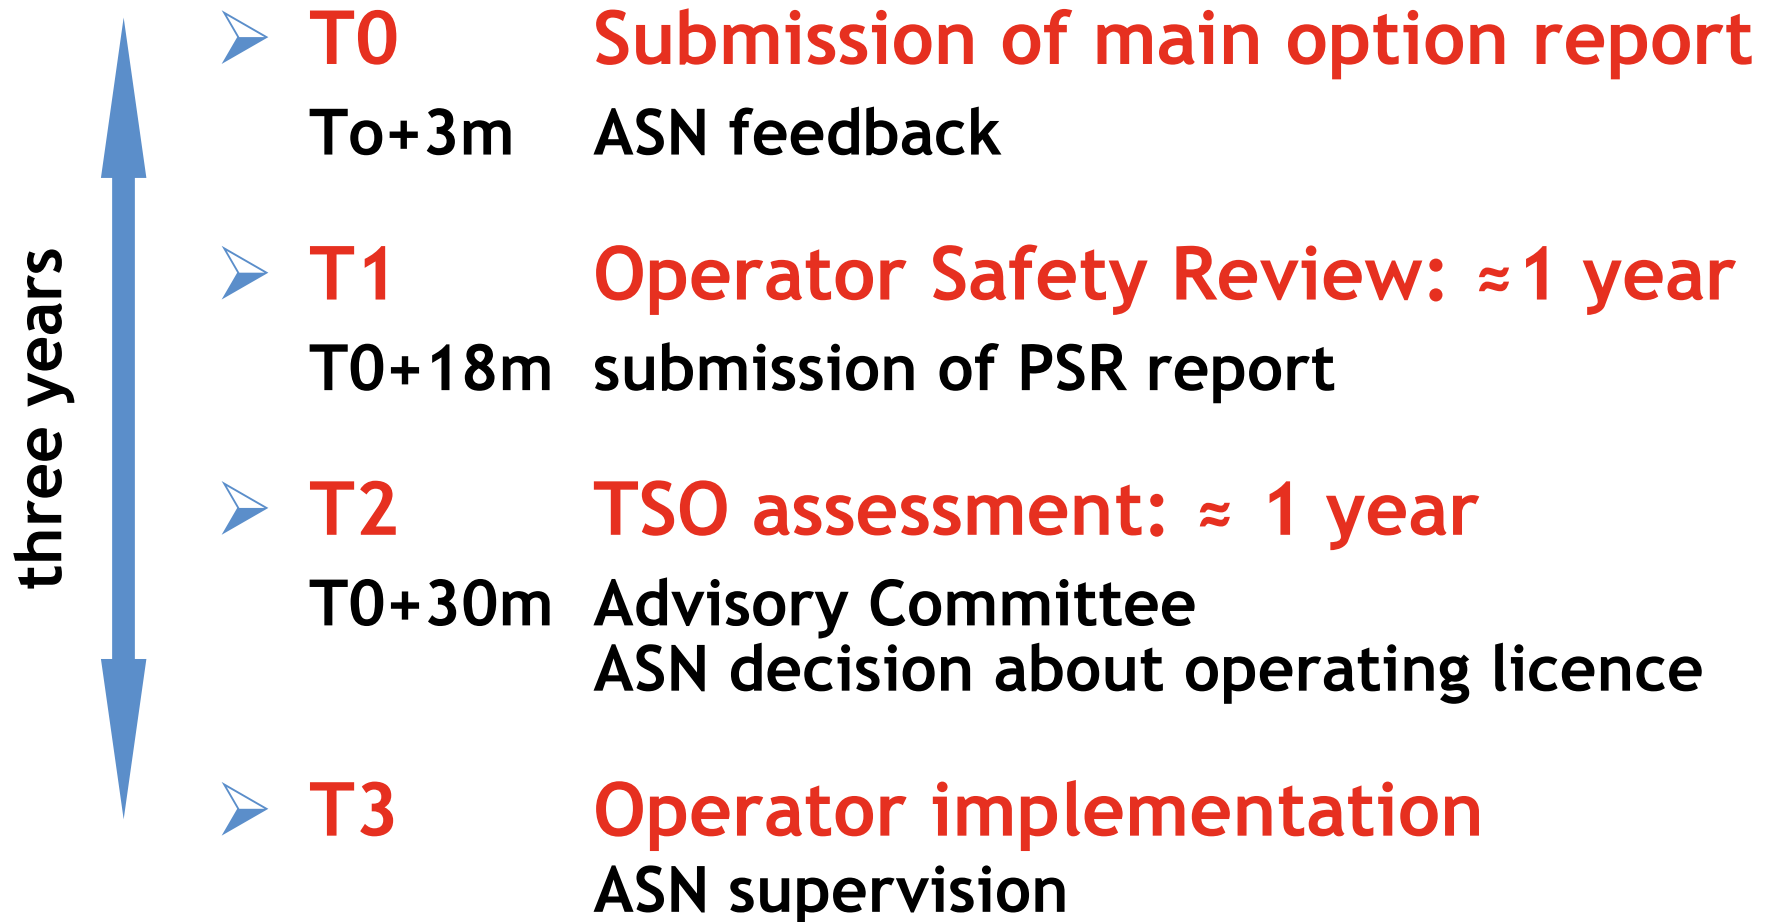 T0 Submission of main option report
To+3m ASN feedback
T1 Operator Safety Review: ≈1 year
T0+18m submission of PSR report
T2 TSO assessment: ≈ 1 year
T0+30m Advisory Committee
ASN decision about operating licence
T3 Operator implementation
ASN supervision
three years